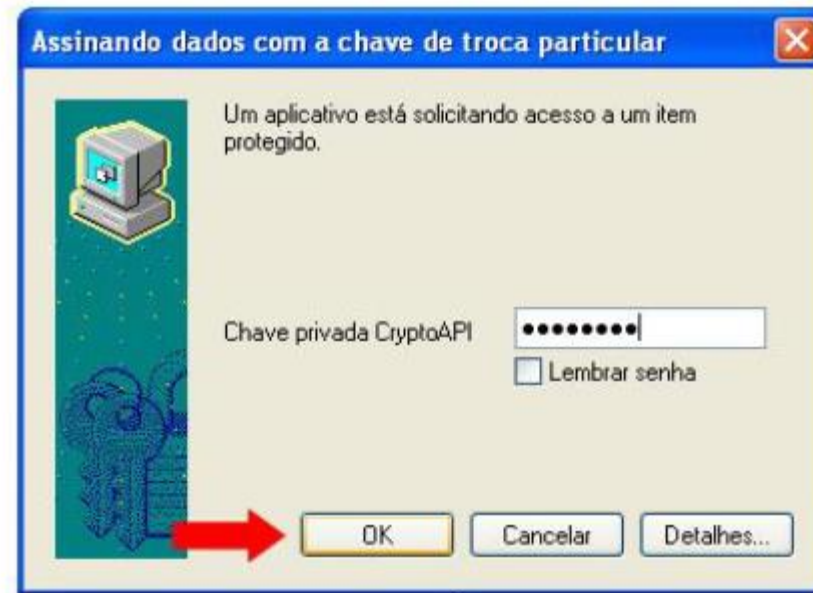 Assinando dados com a chave de troca particular
Um aplicativo está solicitando acesso a um item
protegido.
Chave privada CryptoAPI ●●●●●●●●
Lembrar senha
OK Cancelar Detalhes...